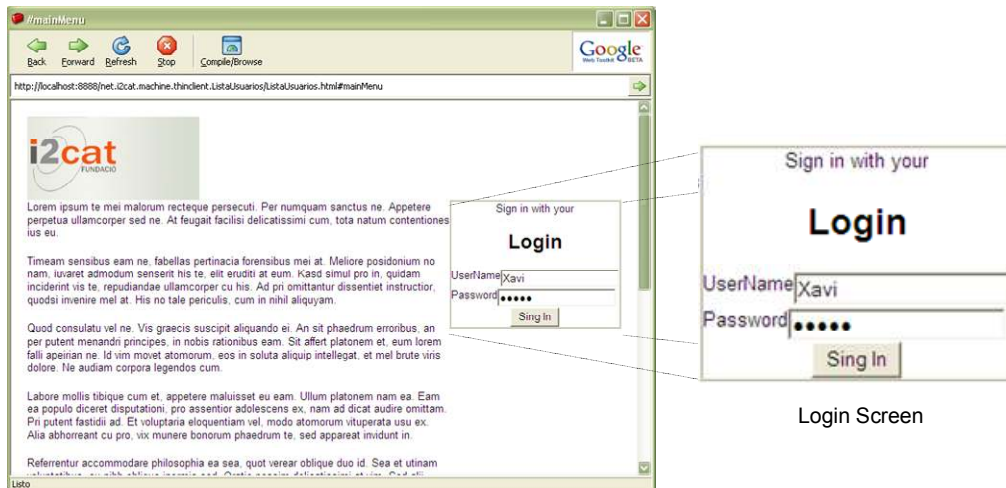 #mainMenu
Back Forward Refresh Stop Compile/Browse
Google
Web Toolkit BETA
http://localhost:8888/net.i2cat.machine.thinclient.ListaUsuarios/ListaUsuarios.html#mainMenu
i2cat
FUNDACIÓ
Lorem ipsum te mei malorum recteque persecuti. Per numquam sanctus ne. Appetere
perpetua ullamcorper sed ne. At feugait facilisi delicatissimi cum, tota natum contentiones
ius eu.
Timeam sensibus eam ne, fabellas pertinacia forensibus mei at. Meliore posidonium no
nam, iuvaret admodum senserit his te, elit eruditi at eum. Kasd simul pro in, quidam
inciderint vis te, repudiandae ullamcorper cu his. Ad pri omittantur dissentiet instructior,
quodsi invenire mel at. His no tale periculis, cum in nihil aliquyam.
Quod consulatu vel ne. Vis graecis suscipit aliquando ei. An sit phaedrum erroribus, an
per putent menandri principes, in nobis rationibus eam. Sit affert platonem et, eum lorem
falli apeirian ne. Id vim movet atomorum, eos in soluta aliquip intellegat, et mel brute viris
dolore. Ne audiam corpora legendos cum.
Labore mollis tibique cum et, appetere maluisset eu eam. Ullum platonem nam ea. Eam
ea populo diceret disputationi, pro assentior adolescens ex, nam ad dicat audire omittam.
Pri putent fastidii ad. Et voluptaria eloquentiam vel, modo atomorum vituperata usu ex.
Alia abhorreant cu pro, vix munere bonorum phaedrum te, sed appareat invidunt in.
Referrentur accommodare philosophia ea sea, quot verear oblique duo id. Sea et utinam
Sign in with your
Login
UserName Xavi
Password •••••
Sing In
Listo
Sign in with your
Login
UserName Xavi
Password •••••
Sing In
Login Screen